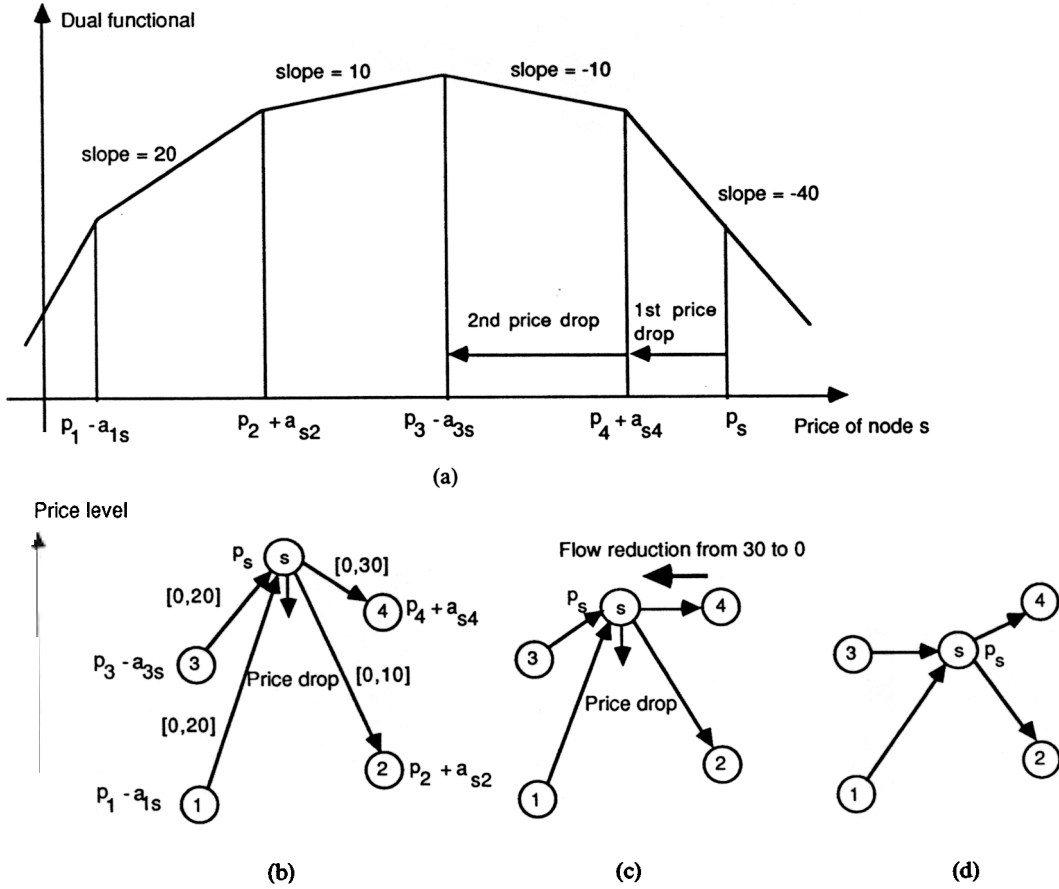 Dual functional
slope = 10
slope = -10
slope = 20
slope = -40
2nd price drop
1st price
drop
p1 - a1s
p2 + as2
p3 - a3s
p4 + as4
ps
Price of node s
(a)
Price level
ps
s
[0,30]
[0,20]
4
p4 + as4
p3 - a3s
3
Price drop
[0,10]
[0,20]
2
p2 + as2
p1 - a1s
1
(b)
Flow reduction from 30 to 0
ps
s
4
3
Price drop
2
1
(c)
4
3
s
ps
2
1
(d)